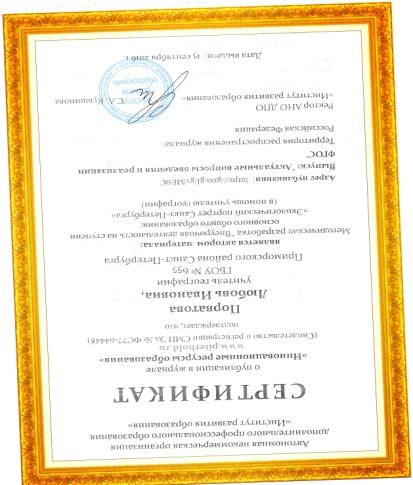 Автономная некоммерческая организация
дополнительного профессионального образования
«Институт развития образования»
СЕРТИФИКАТ
о публикации в журнале
«Инновационные ресурсы образования»
www.piterhold.ru
(Свидетельство о регистрации СМИ Эл № ФС77-64448)
подтверждает, что
Порватова
Любовь Ивановна,
учитель географии
ГБОУ № 655
Приморского района Санкт-Петербурга
является автором материала:
Методическая разработка "Внеурочная деятельность на ступени
основного общего образования:
«Экологический портрет Санкт-Петербурга»
(в помощь учителю географии)
Адрес публикации: https://goo.gl/gvME9C
Выпуск: "Актуальные вопросы введения и реализации
ФГОС"
Территория распространения журнала:
Российская Федерация
Ректор АНО ДПО
«Институт развития образования» С.А. Кувшинова
Дата выдачи: 15 сентября 2016 г.